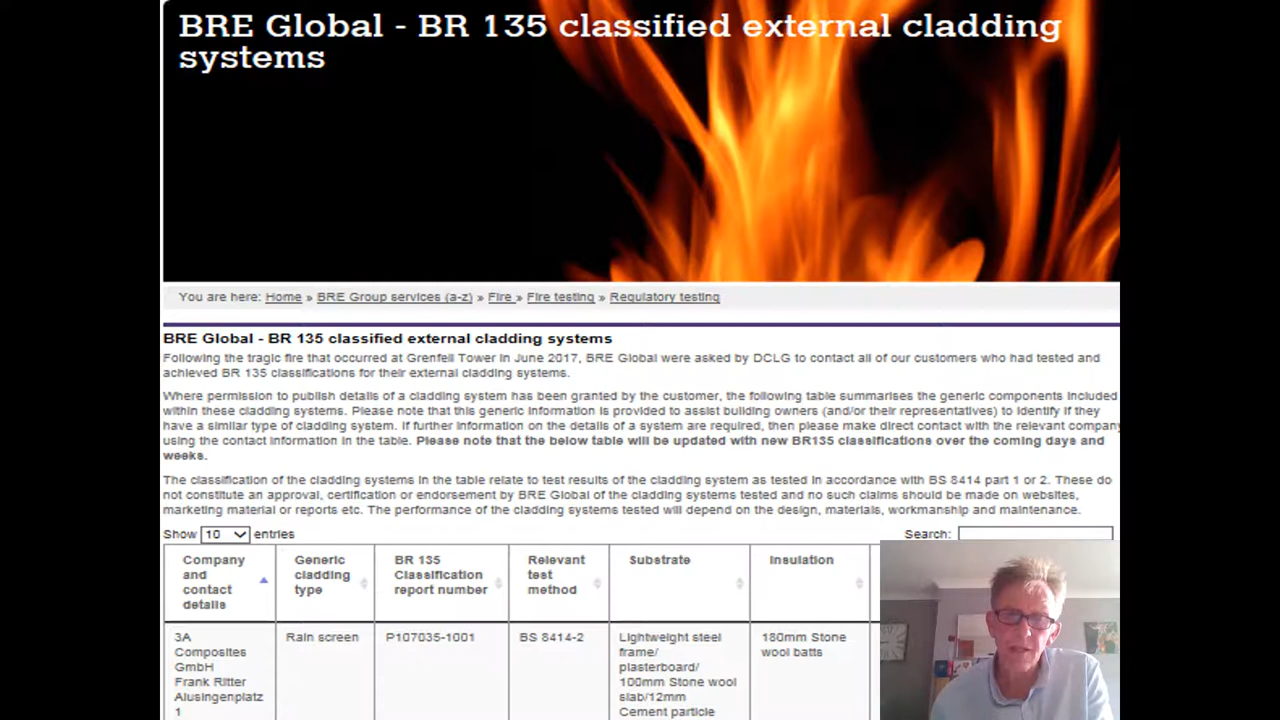 BRE Global - BR 135 classified external cladding
systems
You are here: Home » BRE Group services (a-z) » Fire » Fire testing » Regulatory testing
BRE Global - BR 135 classified external cladding systems
Following the tragic fire that occurred at Grenfell Tower in June 2017, BRE Global were asked by DCLG to contact all of our customers who had tested and
achieved BR 135 classifications for their external cladding systems.
Where permission to publish details of a cladding system has been granted by the customer, the following table summarises the generic components included
within these cladding systems. Please note that this generic information is provided to assist building owners (and/or their representatives) to identify if they
have a similar type of cladding system. If further information on the details of a system are required, then please make direct contact with the relevant company
using the contact information in the table. Please note that the below table will be updated with new BR135 classifications over the coming days and
weeks.
The classification of the cladding systems in the table relate to test results of the cladding system as tested in accordance with BS 8414 part 1 or 2. These do
not constitute an approval, certification or endorsement by BRE Global of the cladding systems tested and no such claims should be made on websites,
marketing material or reports etc. The performance of the cladding systems tested will depend on the design, materials, workmanship and maintenance.
Show 10 entries Search:
Company
and
contact
details
Generic
cladding
type
BR 135
Classification
report number
Relevant
test
method
Substrate
Insulation
3A
Composites
GmbH
Frank Ritter
Alusingenplatz
1
Rain screen
P107035-1001
BS 8414-2
Lightweight steel
frame/
plasterboard/
100mm Stone wool
slab/12mm
Cement particle
180mm Stone
wool batts